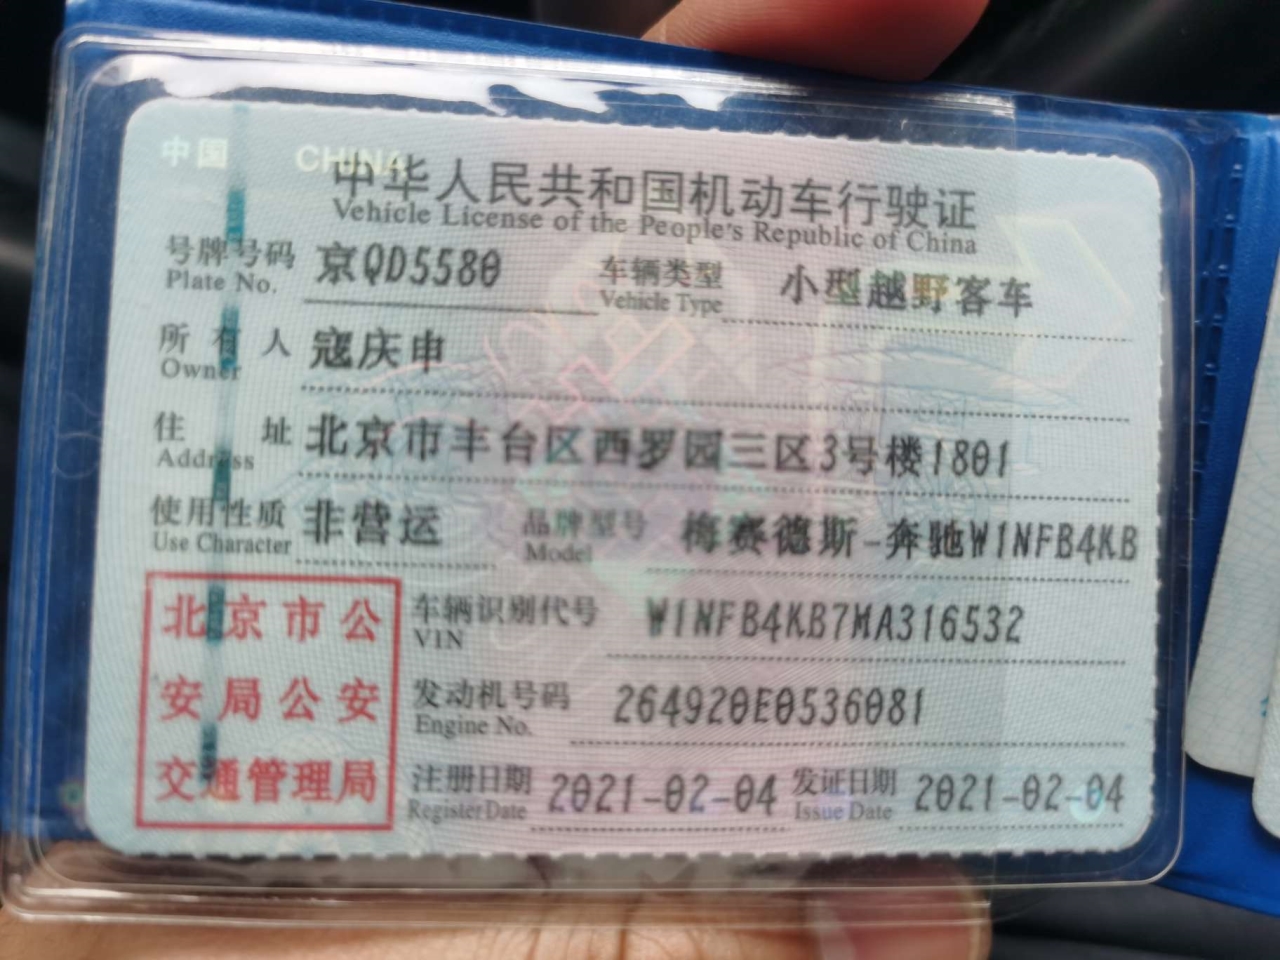 中国 CHINA
中华人民共和国机动车行驶证
Vehicle License of the People's Republic of China
号牌号码 京QD5580 车辆类型 小型越野客车
Plate No. Vehicle Type
所有人 寇庆申
Owner
住址 北京市丰台区西罗园三区3号楼1801
Address
使用性质 非营运 品牌型号 梅赛德斯-奔驰W1NFB4KB
Use Character Model
北京市公
安局公安
交通管理局
车辆识别代号 W1NFB4KB7MA316532
VIN
发动机号码 264920E0536081
Engine No.
注册日期 2021-02-04 发证日期 2021-02-04
Register Date Issue Date